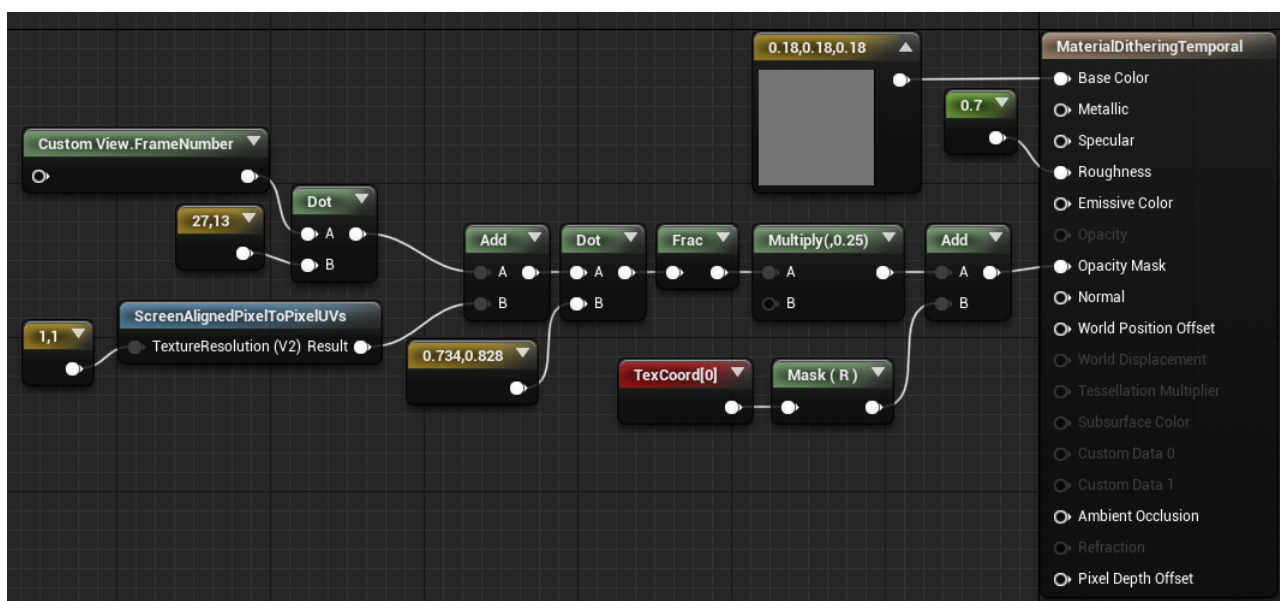 Custom View.FrameNumber
27,13
Dot
A
B
1,1
ScreenAlignedPixelToPixelUVs
TextureResolution (V2) Result
Add
A
B
Dot
A
B
0.734,0.828
Frac
Multiply(,0.25)
A
B
Add
A
B
TexCoord[0]
Mask ( R )
0.18,0.18,0.18
0.7
MaterialDitheringTemporal
Base Color
Metallic
Specular
Roughness
Emissive Color
Opacity
Opacity Mask
Normal
World Position Offset
World Displacement
Tessellation Multiplier
Subsurface Color
Custom Data 0
Custom Data 1
Ambient Occlusion
Refraction
Pixel Depth Offset